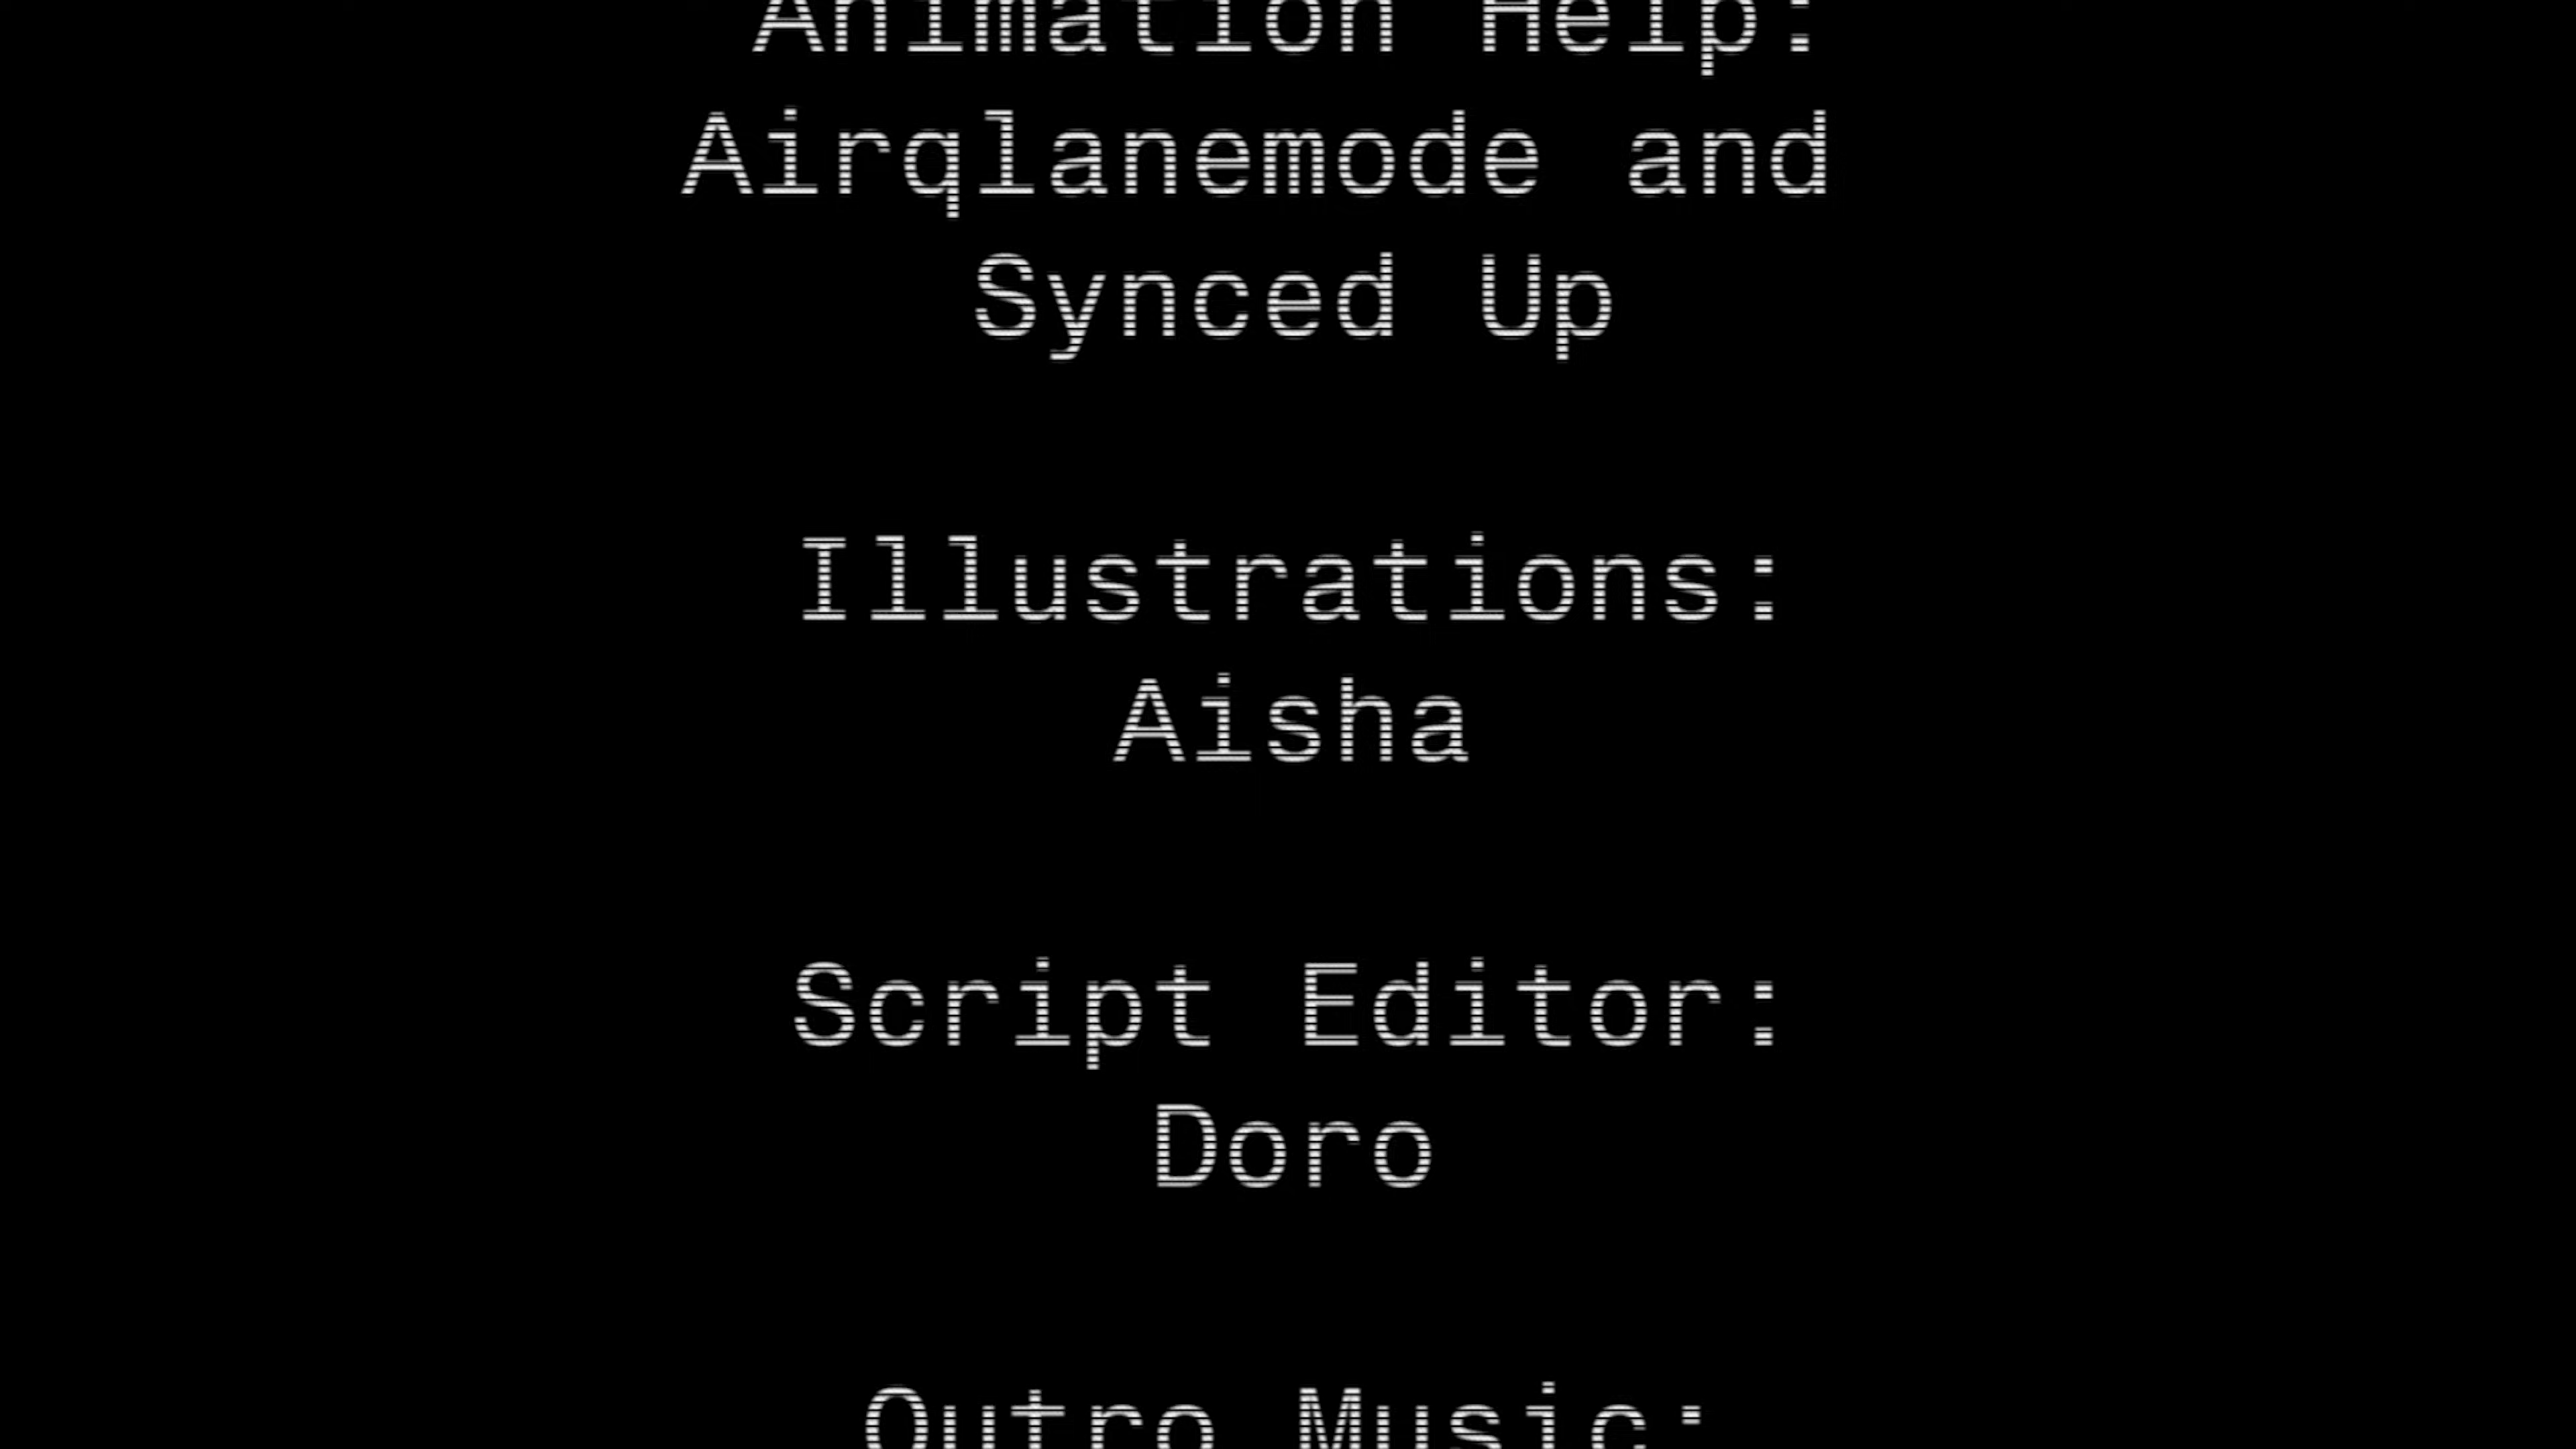 Animation Help:
Airqlanemode and
Synced Up
Illustrations:
Aisha
Script Editor:
Doro
Outro Music: